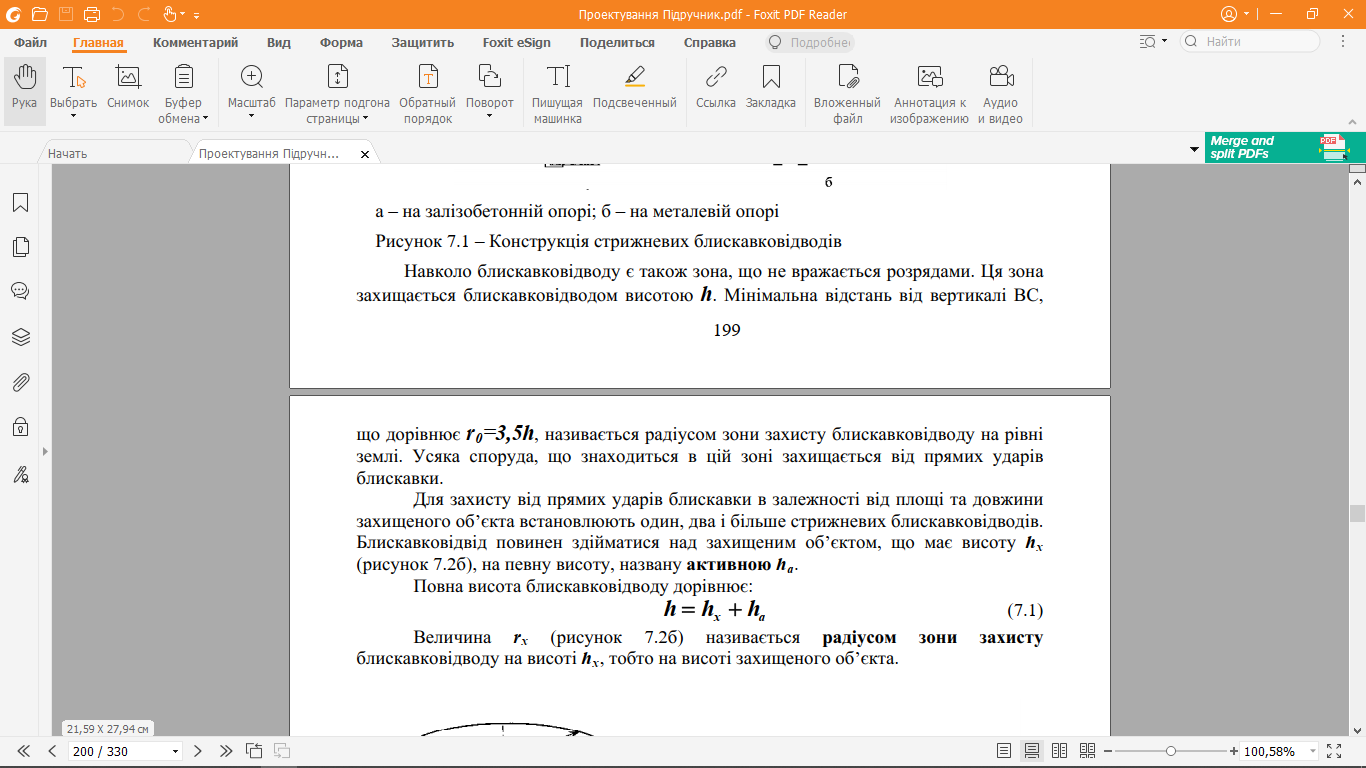 Проектування Підручник.pdf - Foxit PDF Reader
Файл Главная Комментарий Вид Форма Защитить Foxit eSign Поделиться Справка Подробнее Найти
Рука Выбрать Снимок Буфер обмена Масштаб Параметр подгона страницы Обратный порядок Поворот Пишущая машинка Подсвеченный Ссылка Закладка Вложенный файл Аннотация к изображению Аудио и видео
Начать Проектування Підручн...
Merge and
split PDFs
PDF
б
а – на залізобетонній опорі; б – на металевій опорі
Рисунок 7.1 – Конструкція стрижневих блискавковідводів
Навколо блискавковідводу є також зона, що не вражається розрядами. Ця зона
захищається блискавковідводом висотою h. Мінімальна відстань від вертикалі ВС,
199
що дорівнює r₀=3,5h, називається радіусом зони захисту блискавковідводу на рівні
землі. Усяка споруда, що знаходиться в цій зоні захищається від прямих ударів
блискавки.
Для захисту від прямих ударів блискавки в залежності від площі та довжини
захищеного об’єкта встановлюють один, два і більше стрижневих блискавковідводів.
Блискавковідвід повинен здійматися над захищеним об’єктом, що має висоту hₓ
(рисунок 7.2б), на певну висоту, названу активною hₐ.
Повна висота блискавковідводу дорівнює:
h = hₓ + hₐ (7.1)
Величина rₓ (рисунок 7.2б) називається радіусом зони захисту
блискавковідводу на висоті hₓ, тобто на висоті захищеного об’єкта.
21,59 X 27,94 см
200 / 330 100,58%